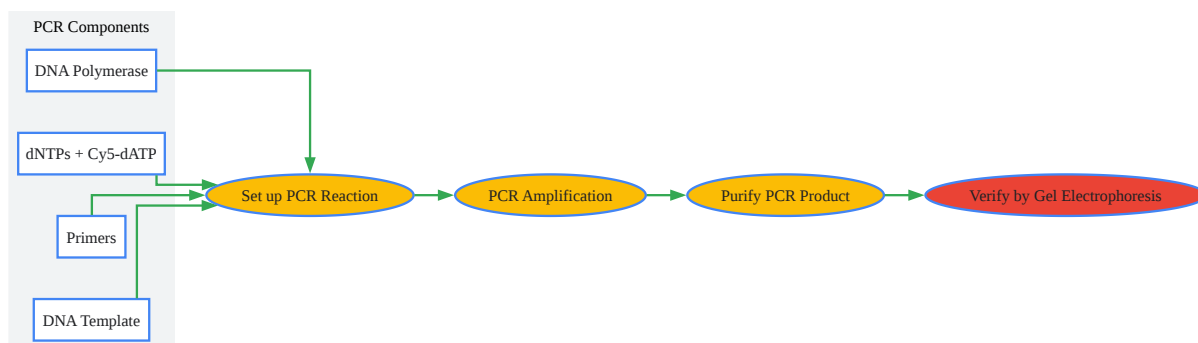 PCR Components
DNA Polymerase
dNTPs + Cy5-dATP
Primers
DNA Template
Set up PCR Reaction
PCR Amplification
Purify PCR Product
Verify by Gel Electrophoresis